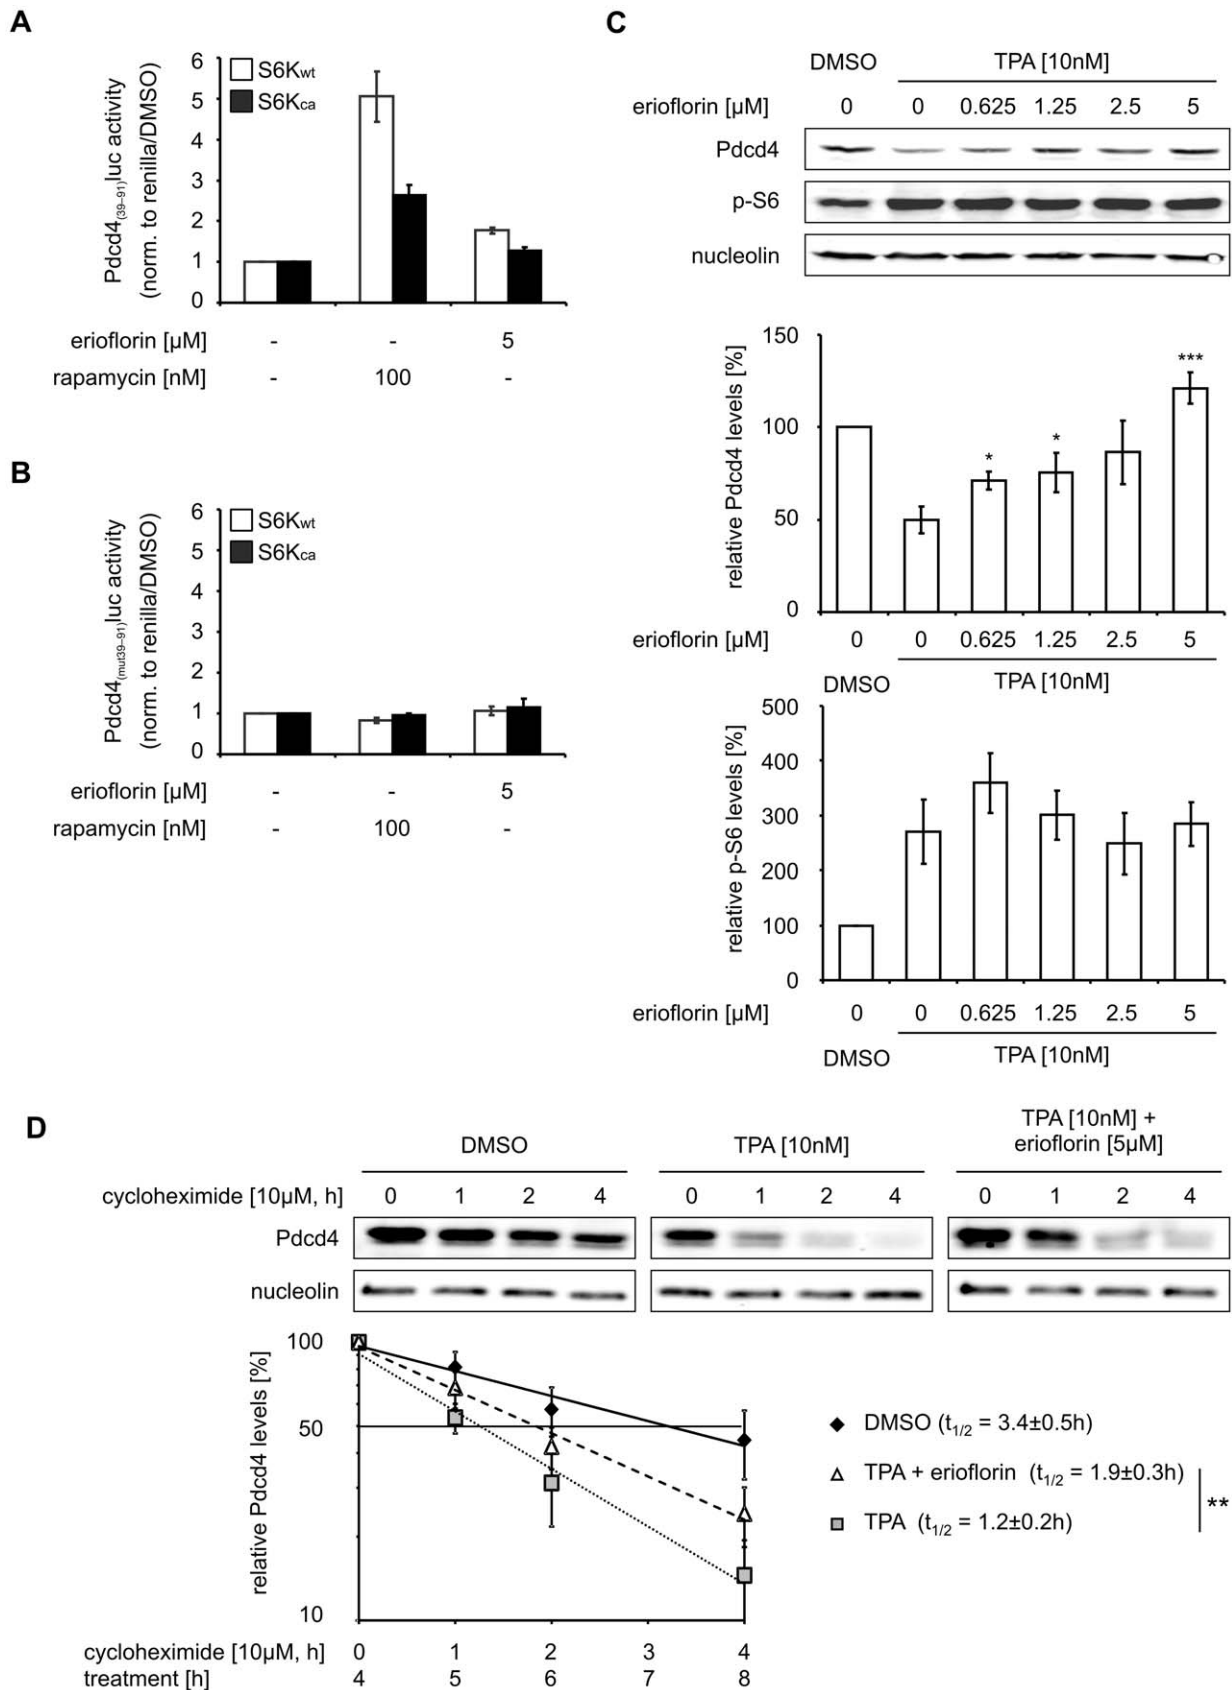 A
Pdcd4(39–91)luc activity
(norm. to renilla/DMSO)
6
5
4
3
2
1
0
S6Kwt
S6Kca
erioflorin [µM] - - 5
rapamycin [nM] - 100 -
B
Pdcd4(mut39–91)luc activity
(norm. to renilla/DMSO)
6
5
4
3
2
1
0
S6Kwt
S6Kca
erioflorin [µM] - - 5
rapamycin [nM] - 100 -
C
DMSO TPA [10nM]
erioflorin [µM] 0 0 0.625 1.25 2.5 5
Pdcd4
p-S6
nucleolin
relative Pdcd4 levels [%]
150
100
50
0
* * ***
erioflorin [µM] 0 0 0.625 1.25 2.5 5
DMSO TPA [10nM]
relative p-S6 levels [%]
500
400
300
200
100
0
erioflorin [µM] 0 0 0.625 1.25 2.5 5
DMSO TPA [10nM]
D
DMSO TPA [10nM] TPA [10nM] +
erioflorin [5µM]
cycloheximide [10µM, h] 0 1 2 4 0 1 2 4 0 1 2 4
Pdcd4
nucleolin
relative Pdcd4 levels [%]
100
50
10
DMSO (t1/2 = 3.4±0.5h)
TPA + erioflorin (t1/2 = 1.9±0.3h)
TPA (t1/2 = 1.2±0.2h)
**
cycloheximide [10µM, h] 0 1 2 3 4
treatment [h] 4 5 6 7 8